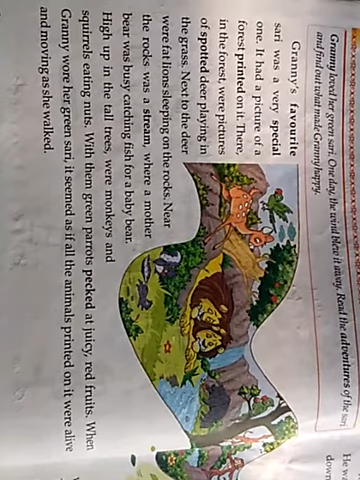 Granny loved her green sari. One day, the wind blew it away. Read the adventures of the sari
and find out what made Granny happy.
Granny's favourite
sari was a very special
one. It had a picture of a
forest printed on it. There,
in the forest, were pictures
of spotted deer playing in
the grass. Next to the deer
were fat lions sleeping on the rocks. Near
the rocks was a stream, where a mother
bear was busy catching fish for a baby bear.
High up in the tall trees, were monkeys and
squirrels eating nuts. With them green parrots pecked at juicy, red fruits. When
Granny wore her green sari, it seemed as if all the animals printed on it were alive
and moving as she walked.
He wa
down